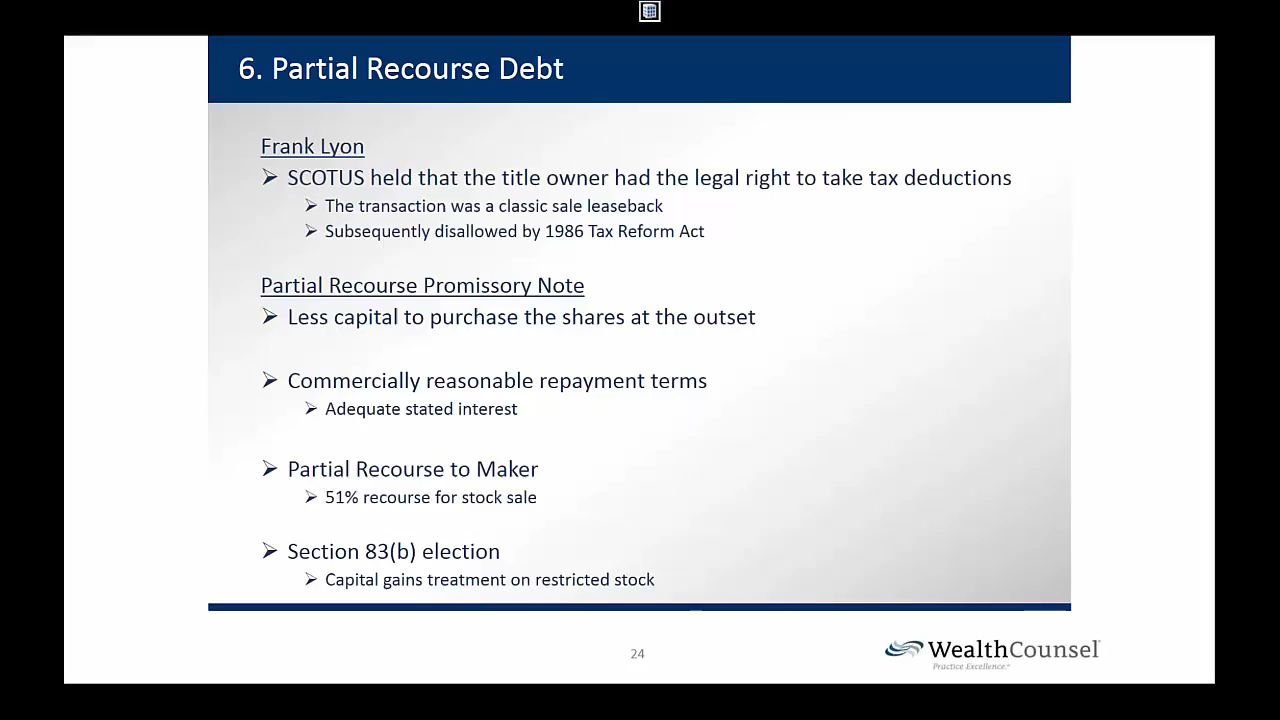 6. Partial Recourse Debt
Frank Lyon
SCOTUS held that the title owner had the legal right to take tax deductions
The transaction was a classic sale leaseback
Subsequently disallowed by 1986 Tax Reform Act
Partial Recourse Promissory Note
Less capital to purchase the shares at the outset
Commercially reasonable repayment terms
Adequate stated interest
Partial Recourse to Maker
51% recourse for stock sale
Section 83(b) election
Capital gains treatment on restricted stock
24
WealthCounsel
Practice Excellence.